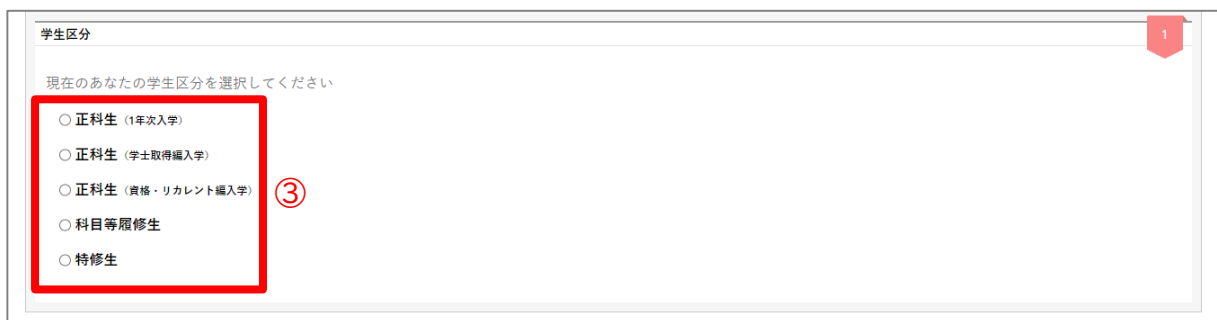 学生区分
1
現在のあなたの学生区分を選択してください
正科生（1年次入学）
正科生（学士取得編入学）
正科生（資格・リカレント編入学）
③
科目等履修生
特修生